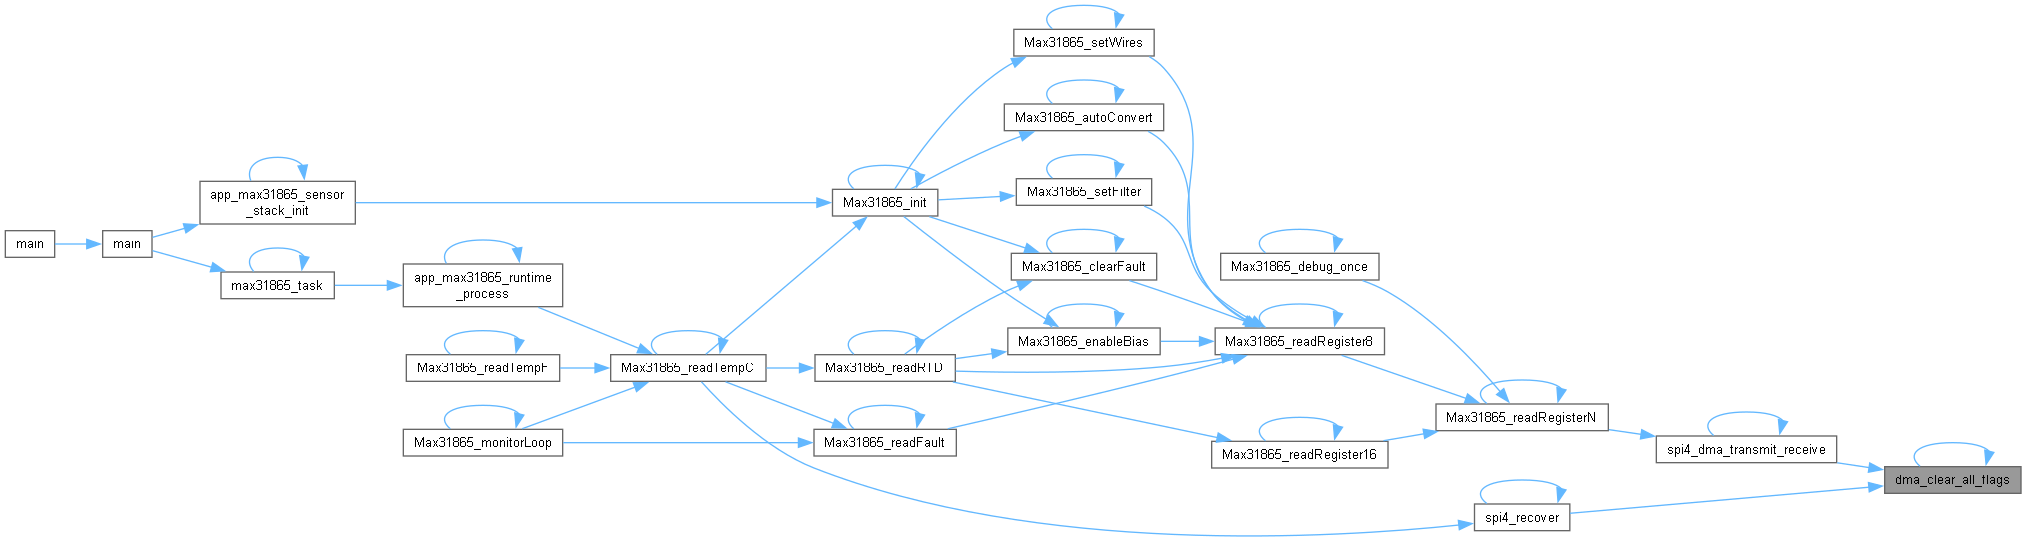 Max31865_setWires
Max31865_autoConvert
app_max31865_sensor
_stack_init
Max31865_setFilter
Max31865_init
main
main
Max31865_clearFault
Max31865_debug_once
app_max31865_runtime
_process
max31865_task
Max31865_enableBias
Max31865_readRegister8
Max31865_readTempF
Max31865_readTempC
Max31865_readRTD
Max31865_readRegisterN
Max31865_monitorLoop
Max31865_readFault
Max31865_readRegister16
spi4_dma_transmit_receive
dma_clear_all_flags
spi4_recover